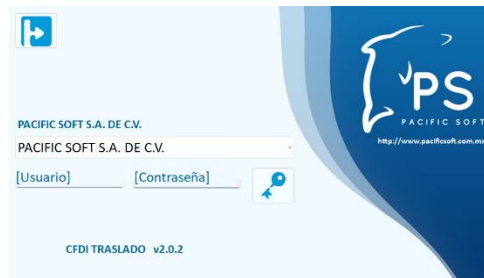 PS
PACIFIC SOFT
http://www.pacificsoft.com.mx
PACIFIC SOFT S.A. DE C.V.
PACIFIC SOFT S.A. DE C.V.
[Usuario] [Contraseña]
CFDI TRASLADO v2.0.2